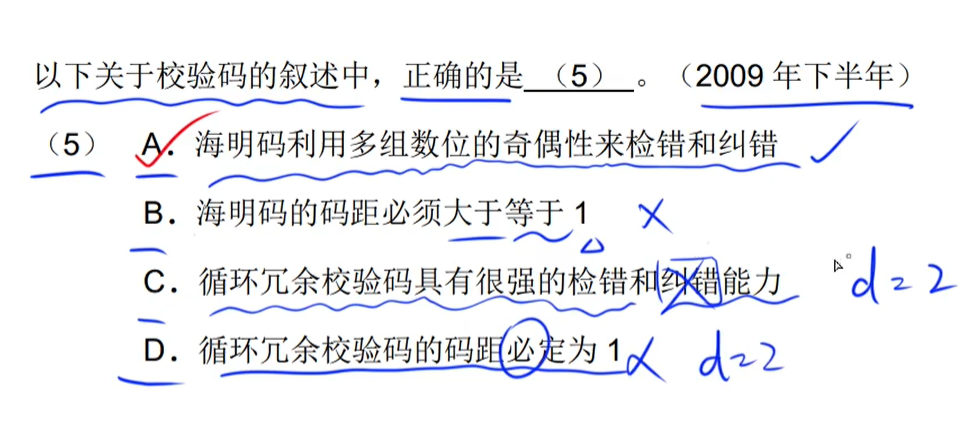 以下关于校验码的叙述中，正确的是 （5） 。（2009 年下半年）
（5） A．海明码利用多组数位的奇偶性来检错和纠错 ✓
B．海明码的码距必须大于等于 1 ×
C．循环冗余校验码具有很强的检错和纠错能力 d=2
D．循环冗余校验码的码距必定为 1 × d=2